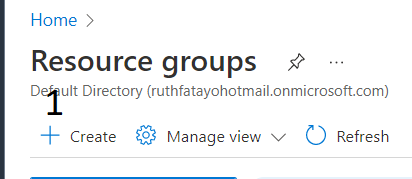 Home >
Resource groups
Default Directory (ruthfatayohotmail.onmicrosoft.com)
1
+ Create Manage view Refresh